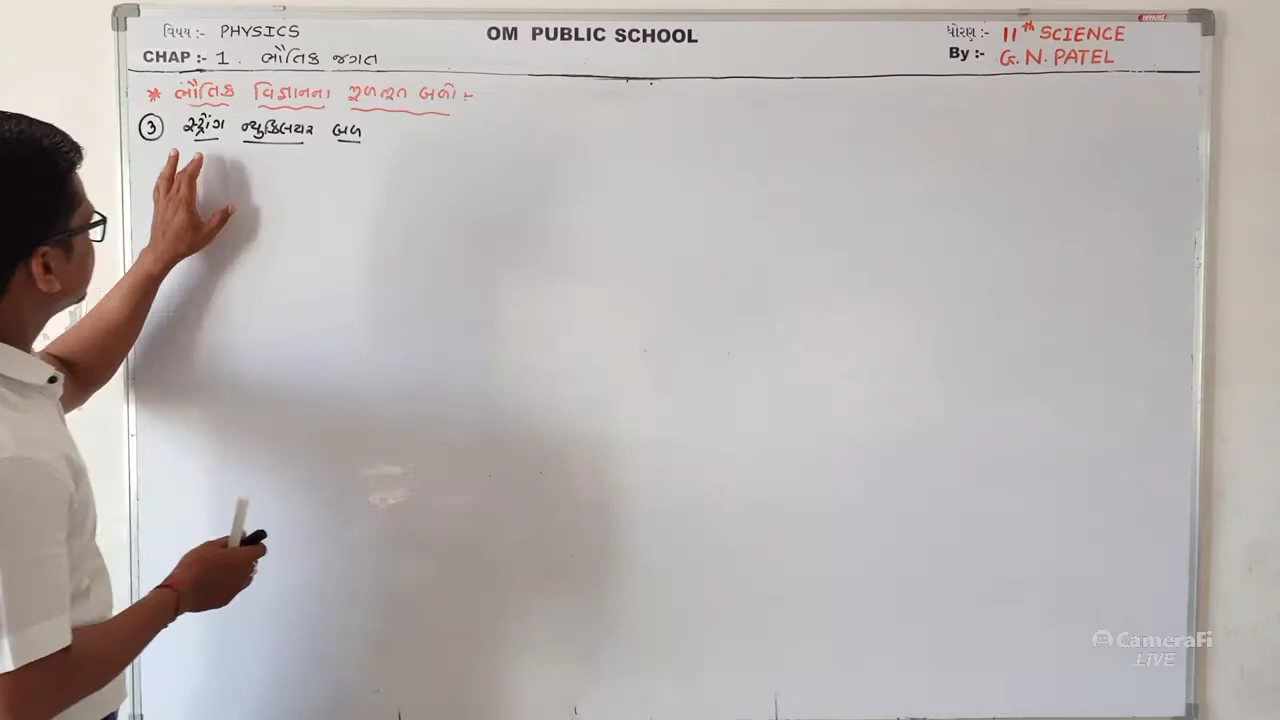 વિષય :- PHYSICS
OM PUBLIC SCHOOL
ધોરણ :- 11th SCIENCE
CHAP :- 1. ભૌતિક જગત
By :- G. N. PATEL
* ભૌતિક વિજ્ઞાનના મૂળભૂત બળો :-
૩ સ્ટ્રોંગ ન્યુક્લિયર બળ
CameraFi
LIVE